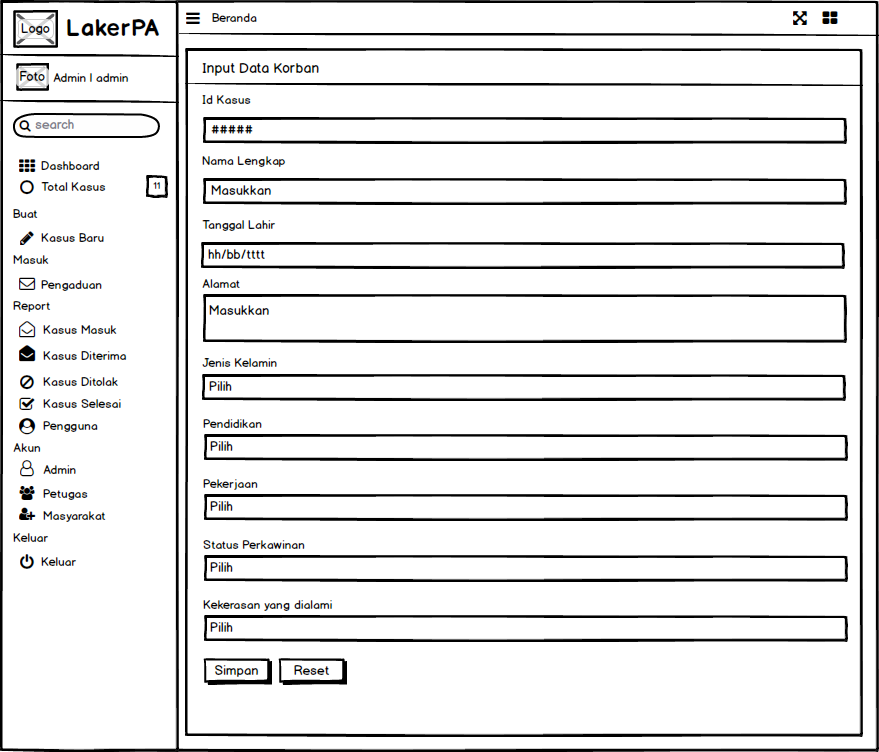 Logo LakerPA
Foto Admin | admin
search
Dashboard
Total Kasus 11
Buat
Kasus Baru
Masuk
Pengaduan
Report
Kasus Masuk
Kasus Diterima
Kasus Ditolak
Kasus Selesai
Pengguna
Akun
Admin
Petugas
Masyarakat
Keluar
Keluar
Beranda
Input Data Korban
Id Kasus
#####
Nama Lengkap
Masukkan
Tanggal Lahir
hh/bb/tttt
Alamat
Masukkan
Jenis Kelamin
Pilih
Pendidikan
Pilih
Pekerjaan
Pilih
Status Perkawinan
Pilih
Kekerasan yang dialami
Pilih
Simpan Reset